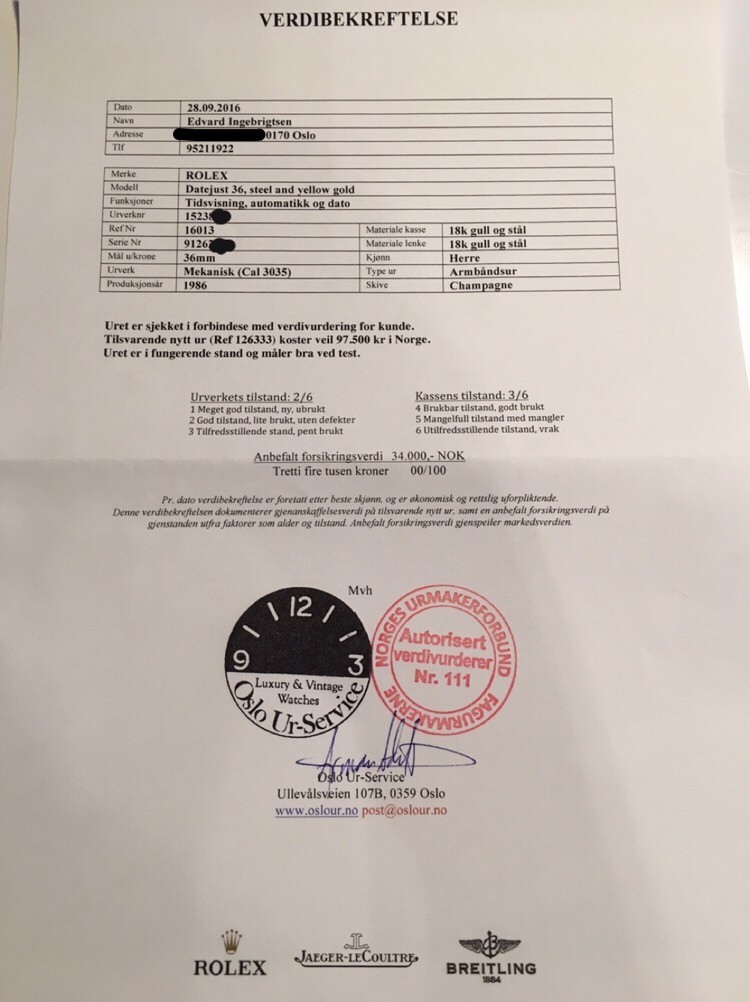 VERDIBEKREFTELSE
Dato 28.09.2016
Navn Edvard Ingebrigtsen
Adresse 0170 Oslo
Tlf 95211922
Merke ROLEX
Modell Datejust 36, steel and yellow gold
Funksjoner Tidsvisning, automatikk og dato
Urverknr 1523
Ref Nr 16013 Materiale kasse 18k gull og stål
Serie Nr 9126 Materiale lenke 18k gull og stål
Mål u/krone 36mm Kjønn Herre
Urverk Mekanisk (Cal 3035) Type ur Armbåndsur
Produksjonsår 1986 Skive Champagne
Uret er sjekket i forbindese med verdivurdering for kunde.
Tilsvarende nytt ur (Ref 126333) koster veil 97.500 kr i Norge.
Uret er i fungerende stand og måler bra ved test.
Urverkets tilstand: 2/6 Kassens tilstand: 3/6
1 Meget god tilstand, ny, ubrukt 4 Brukbar tilstand, godt brukt
2 God tilstand, lite brukt, uten defekter 5 Mangelfull tilstand med mangler
3 Tilfredsstillende stand, pent brukt 6 Utilfredsstillende tilstand, vrak
Anbefalt forsikringsverdi 34.000,- NOK
Tretti fire tusen kroner 00/100
Pr. dato verdibekreftelse er foretatt etter beste skjønn, og er økonomisk og rettslig uforpliktende.
Denne verdibekreftelsen dokumenterer gjenanskaffelsesverdi på tilsvarende nytt ur, samt en anbefalt forsikringsverdi på
gjenstanden utfra faktorer som alder og tilstand. Anbefalt forsikringsverdi gjenspeiler markedsverdien.
Mvh
12
9 3
Luxury & Vintage
Watches
Oslo Ur-Service
NORGES URMAKERFORBUND
Autorisert
verdivurderer
Nr. 111
FAGURMAKERNE
Oslo Ur-Service
Ullevålsveien 107B, 0359 Oslo
www.oslour.no post@oslour.no
ROLEX
JAEGER-LECOULTRE
BREITLING
1884